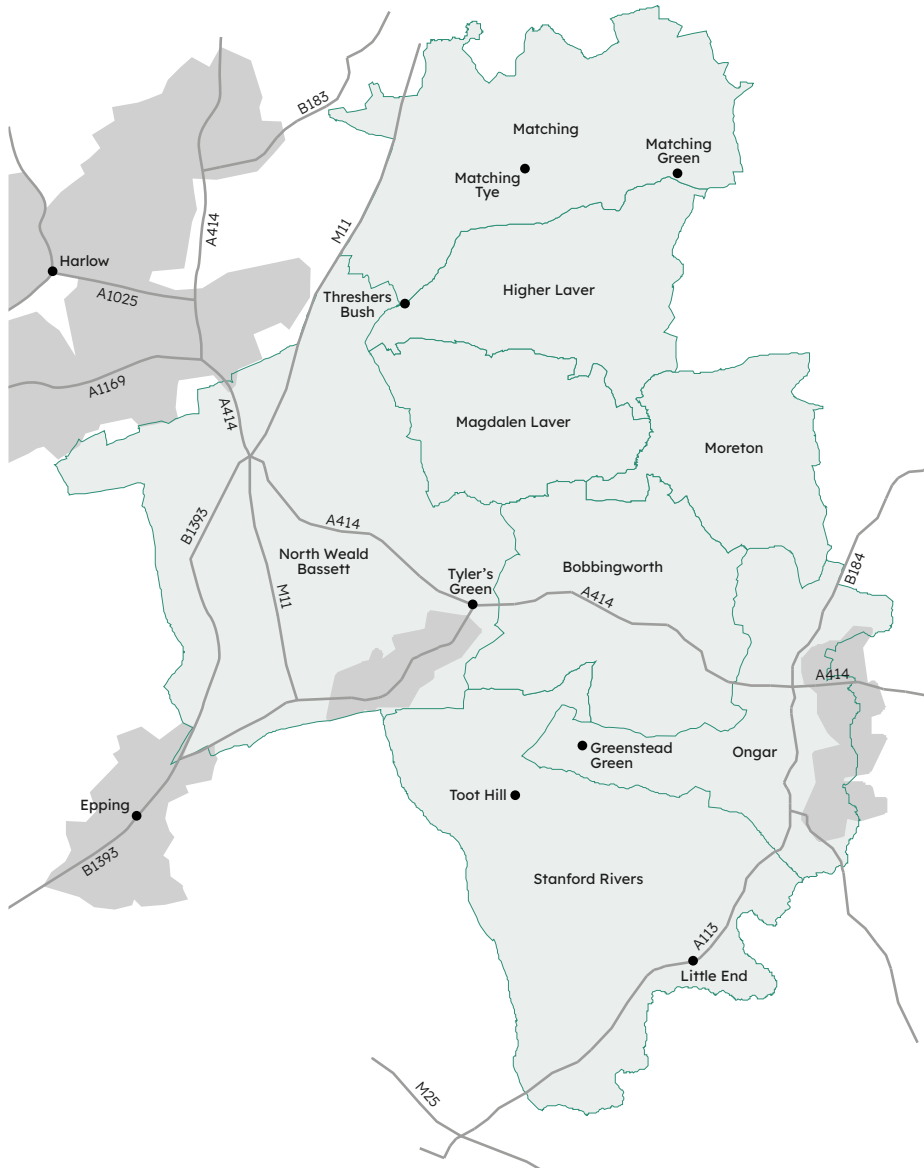 B183
Matching
Matching
Green
Matching
Tye
A414
M11
Harlow
A1025
Threshers
Bush
Higher Laver
A1169
A414
Magdalen Laver
Moreton
B1393
A414
North Weald
Bassett
Tyler's
Green
Bobbingworth
A414
B184
M11
A414
Greenstead
Green
Ongar
Toot Hill
Epping
B1393
Stanford Rivers
A113
Little End
M25